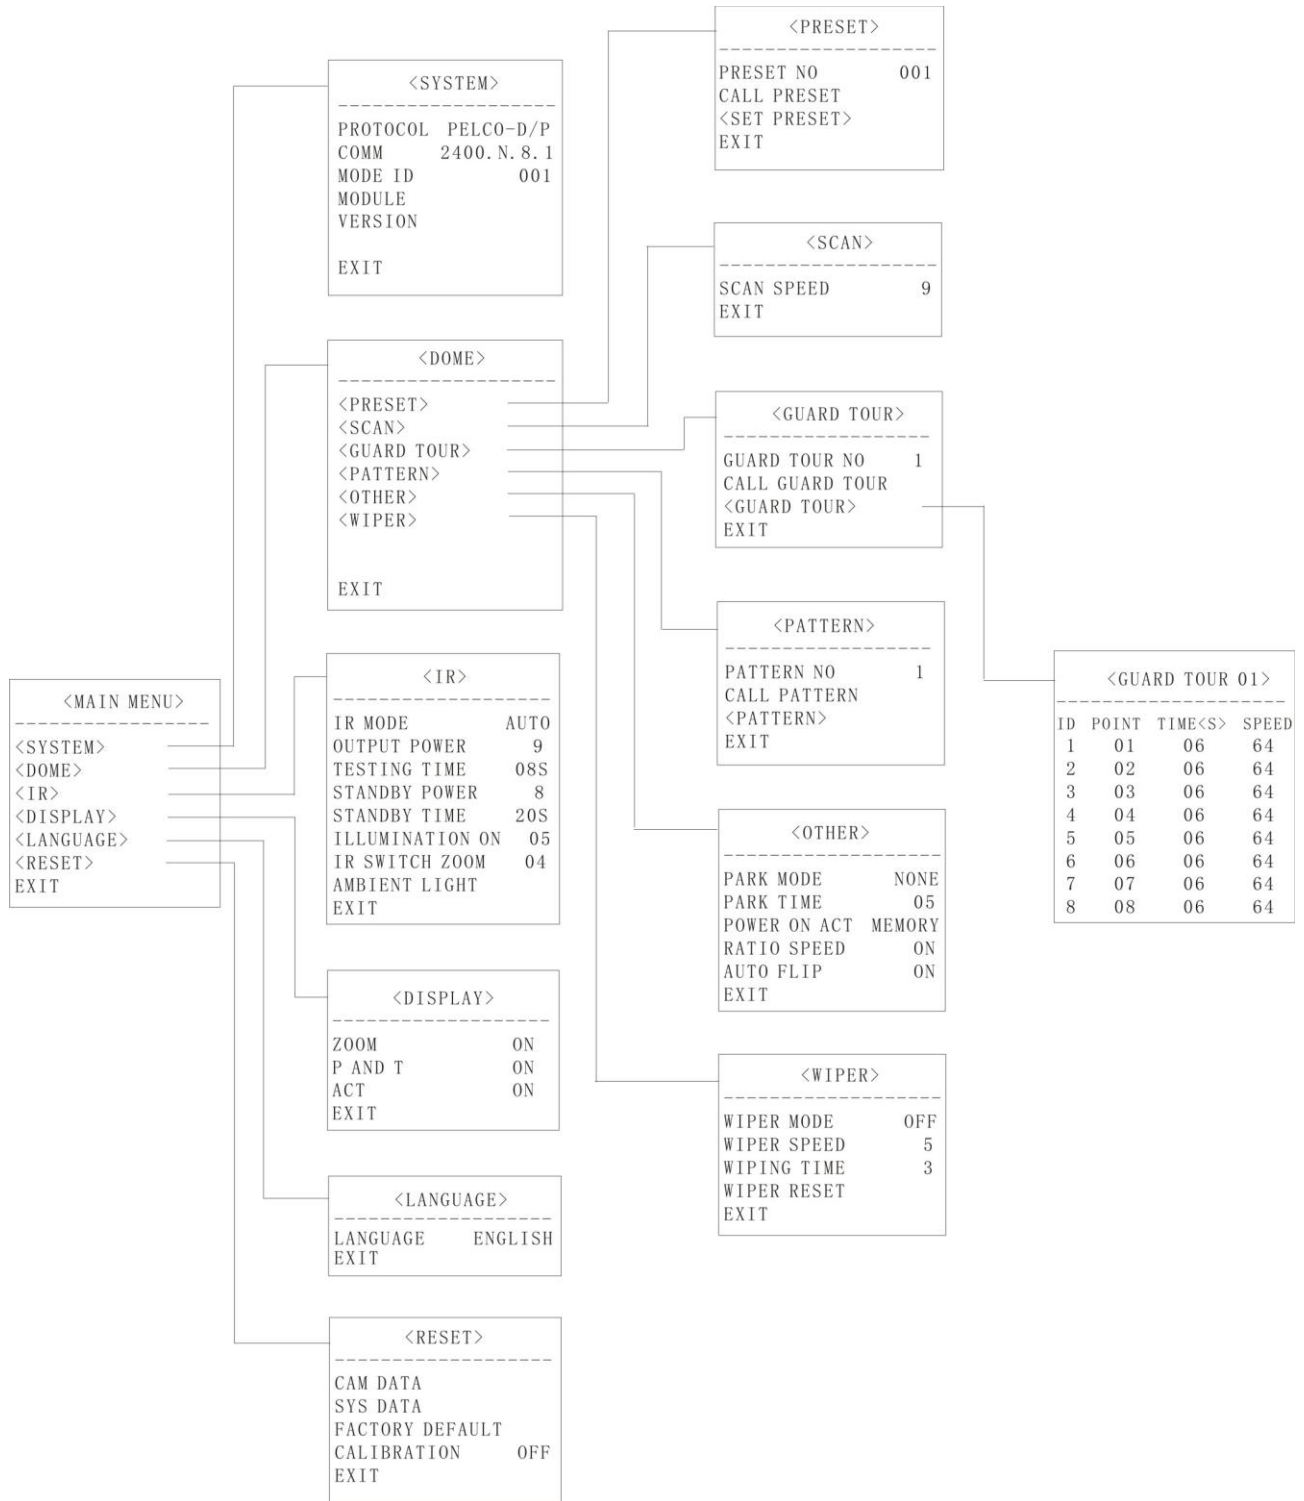 <MAIN MENU>
<SYSTEM>
<DOME>
<IR>
<DISPLAY>
<LANGUAGE>
<RESET>
EXIT
<SYSTEM>
PROTOCOL PELCO-D/P
COMM 2400.N.8.1
MODE ID 001
MODULE
VERSION
EXIT
<DOME>
<PRESET>
<SCAN>
<GUARD TOUR>
<PATTERN>
<OTHER>
<WIPER>
EXIT
<IR>
IR MODE AUTO
OUTPUT POWER 9
TESTING TIME 08S
STANDBY POWER 8
STANDBY TIME 20S
ILLUMINATION ON 05
IR SWITCH ZOOM 04
AMBIENT LIGHT
EXIT
<DISPLAY>
ZOOM ON
P AND T ON
ACT ON
EXIT
<LANGUAGE>
LANGUAGE ENGLISH
EXIT
<RESET>
CAM DATA
SYS DATA
FACTORY DEFAULT
CALIBRATION OFF
EXIT
<PRESET>
PRESET NO 001
CALL PRESET
<SET PRESET>
EXIT
<SCAN>
SCAN SPEED 9
EXIT
<GUARD TOUR>
GUARD TOUR NO 1
CALL GUARD TOUR
<GUARD TOUR>
EXIT
<PATTERN>
PATTERN NO 1
CALL PATTERN
<PATTERN>
EXIT
<OTHER>
PARK MODE NONE
PARK TIME 05
POWER ON ACT MEMORY
RATIO SPEED ON
AUTO FLIP ON
EXIT
<WIPER>
WIPER MODE OFF
WIPER SPEED 5
WIPING TIME 3
WIPER RESET
EXIT
<GUARD TOUR 01>
ID POINT TIME<S> SPEED
1 01 06 64
2 02 06 64
3 03 06 64
4 04 06 64
5 05 06 64
6 06 06 64
7 07 06 64
8 08 06 64